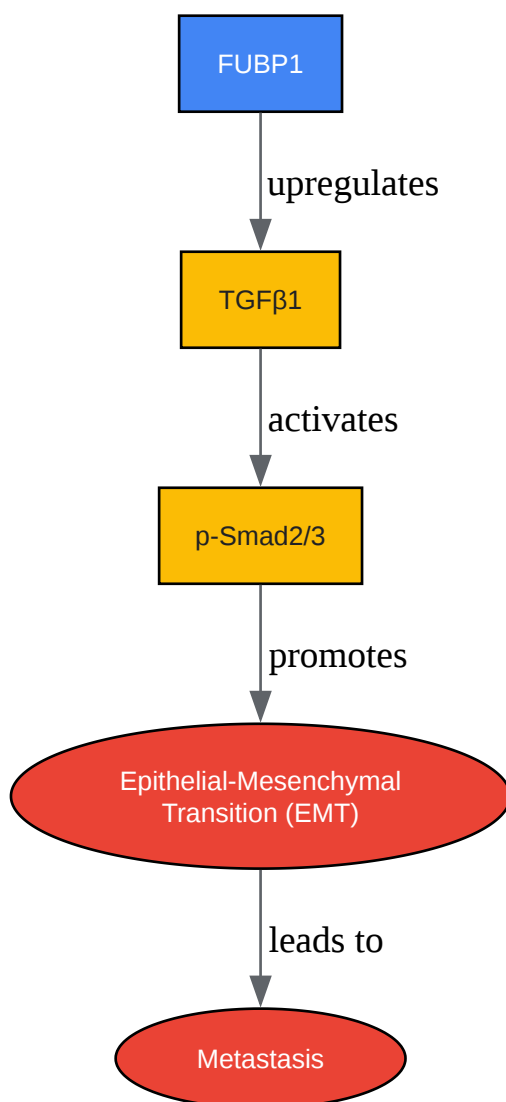 FUBP1
upregulates
TGFβ1
activates
p-Smad2/3
promotes
Epithelial-Mesenchymal
Transition (EMT)
leads to
Metastasis